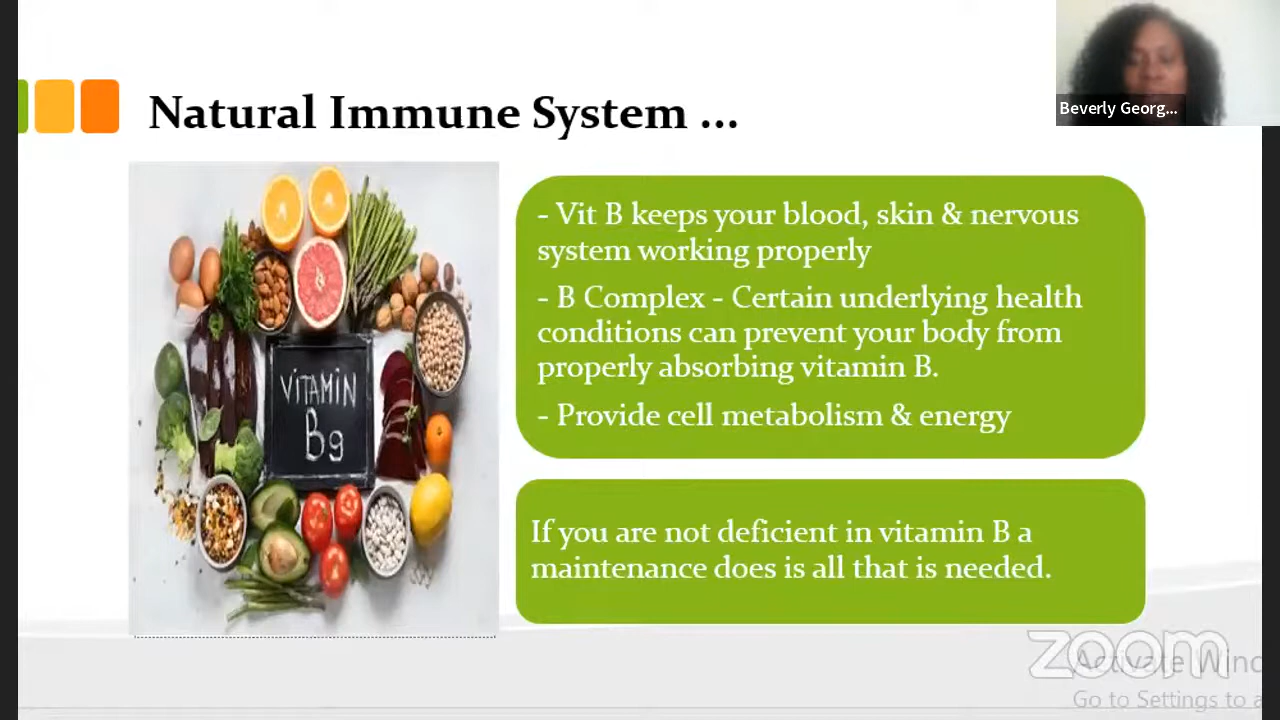 Natural Immune System ...
Beverly Georg...
VITAMIN
B9
- Vit B keeps your blood, skin & nervous
system working properly
- B Complex - Certain underlying health
conditions can prevent your body from
properly absorbing vitamin B.
- Provide cell metabolism & energy
If you are not deficient in vitamin B a
maintenance does is all that is needed.
zoom
Activate Wind
Go to Settings to a